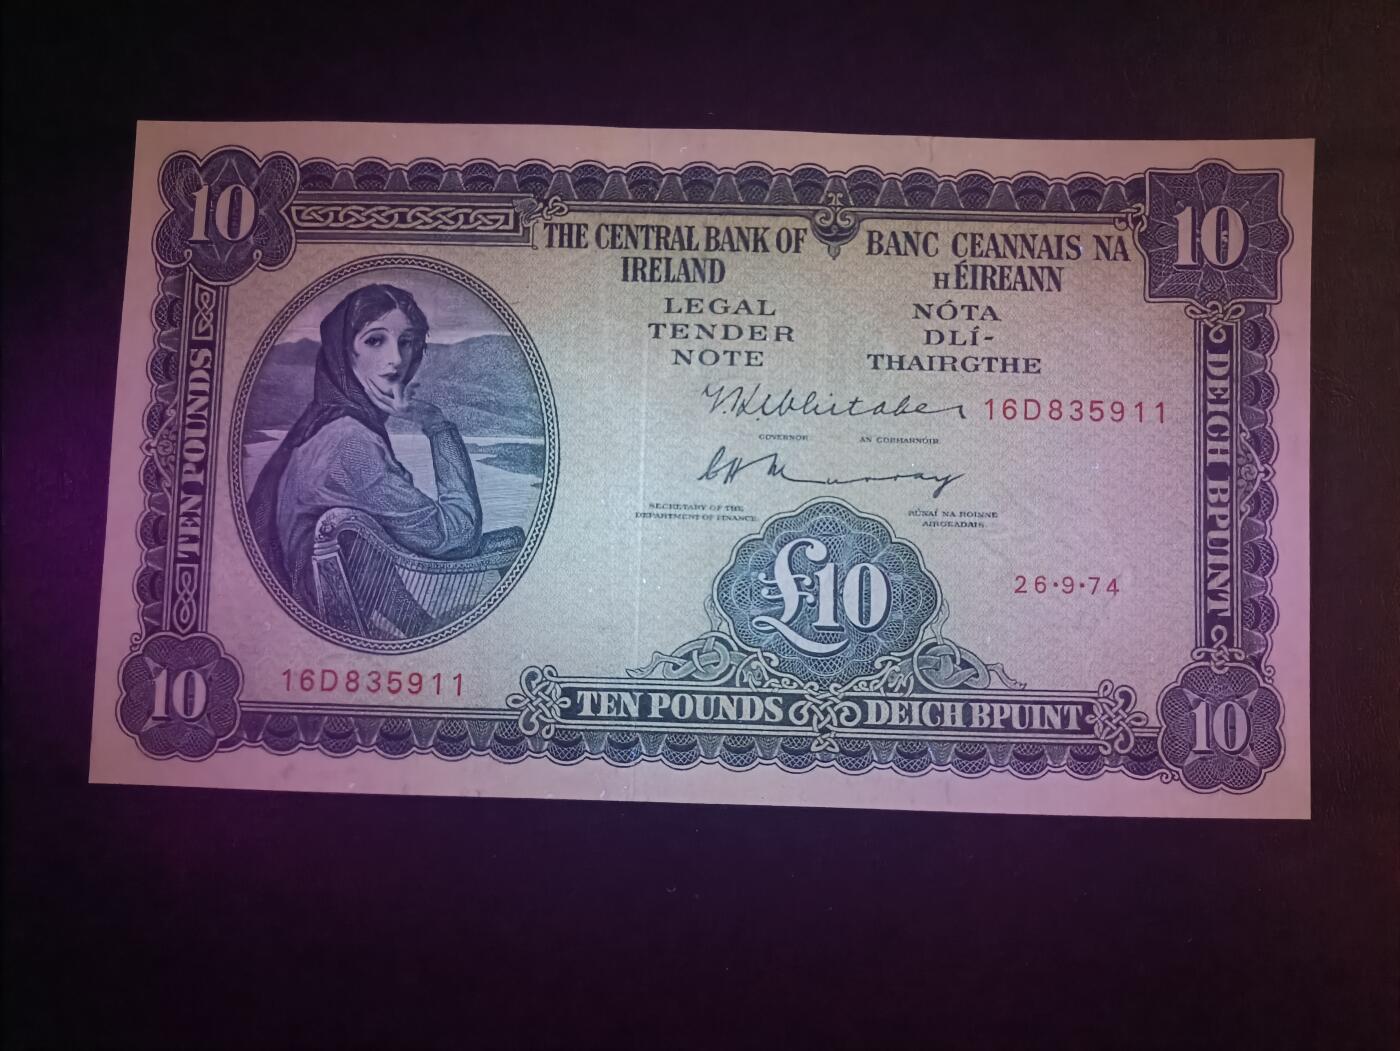 10
10
THE CENTRAL BANK OF
IRELAND
BANC CEANNAIS NA
hÉIREANN
LEGAL
TENDER
NOTE
NÓTA
DLÍ-
THAIRGTHE
T.K. Whitaker
16D835911
GOVERNOR
AN GOBHARNÓIR
C H Murray
SECRETARY OF THE
DEPARTMENT OF FINANCE
RÚNAÍ NA ROINNE
AIRGEADAIS
TEN POUNDS
DEICH BPUINT
£10
26·9·74
16D835911
10
TEN POUNDS
DEICH BPUINT
10